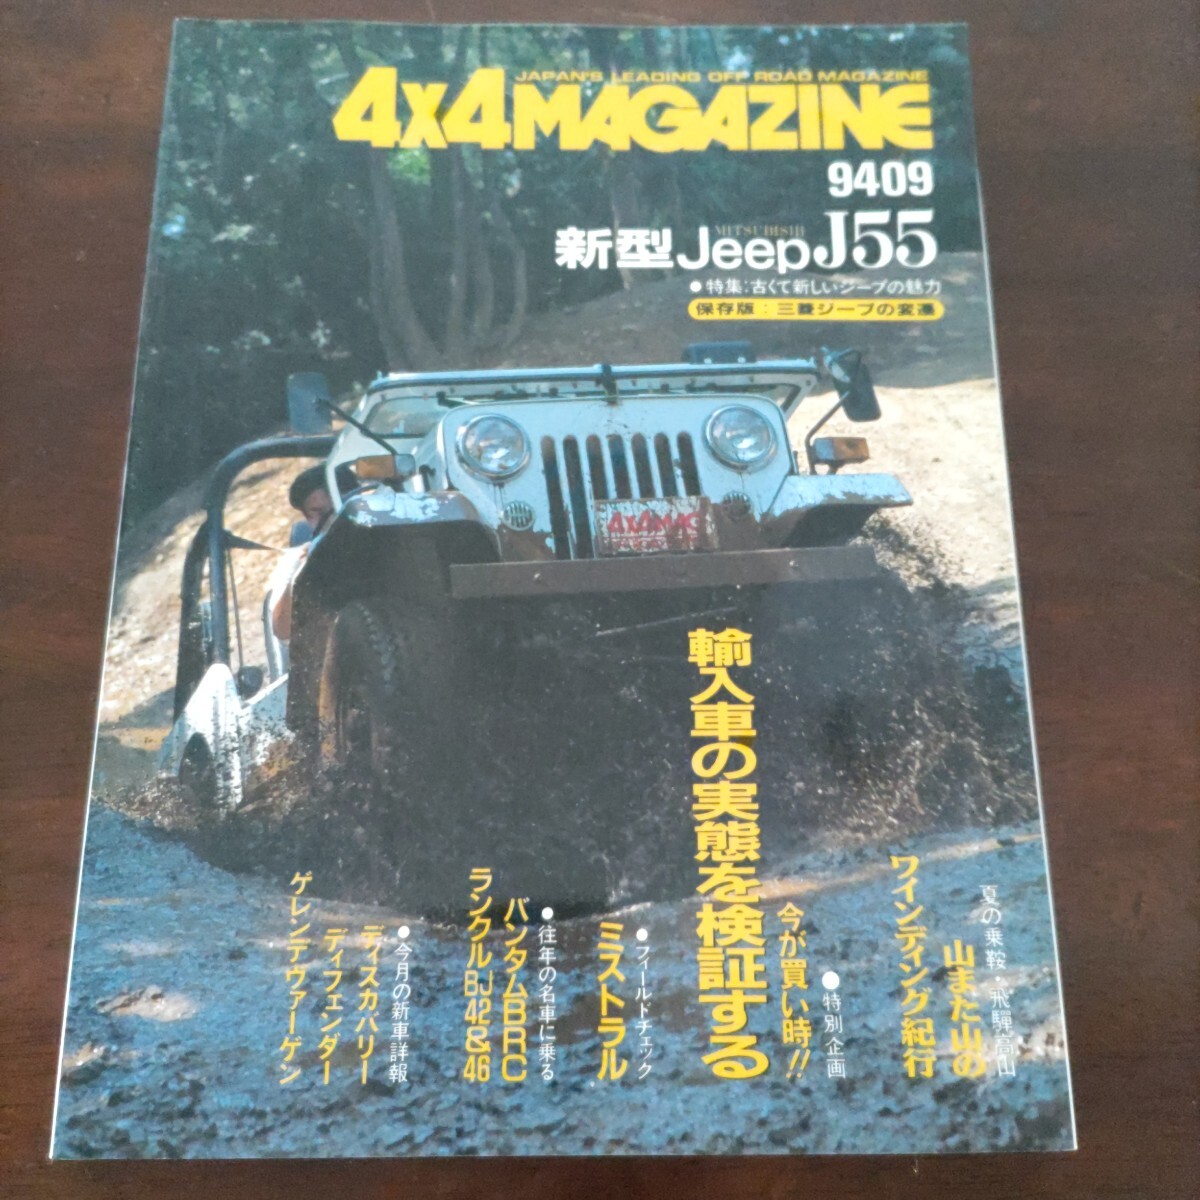 JAPAN'S LEADING OFF ROAD MAGAZINE
4x4MAGAZINE
9409
MITSUBISHI
新型JeepJ55
●特集:古くて新しいジープの魅力
保存版:三菱ジープの変遷
4x4MAG
夏の乗鞍・飛騨高山
山また山の
ワインディング紀行
●特別企画
今が買い時!!
輸入車の実態を検証する
●フィールドチェック
ミストラル
●往年の名車に乗る
バンタムBRC
ランクルBJ42&46
●今月の新車詳報
ディスカバリー
ディフェンダー
ゲレンデヴァーゲン